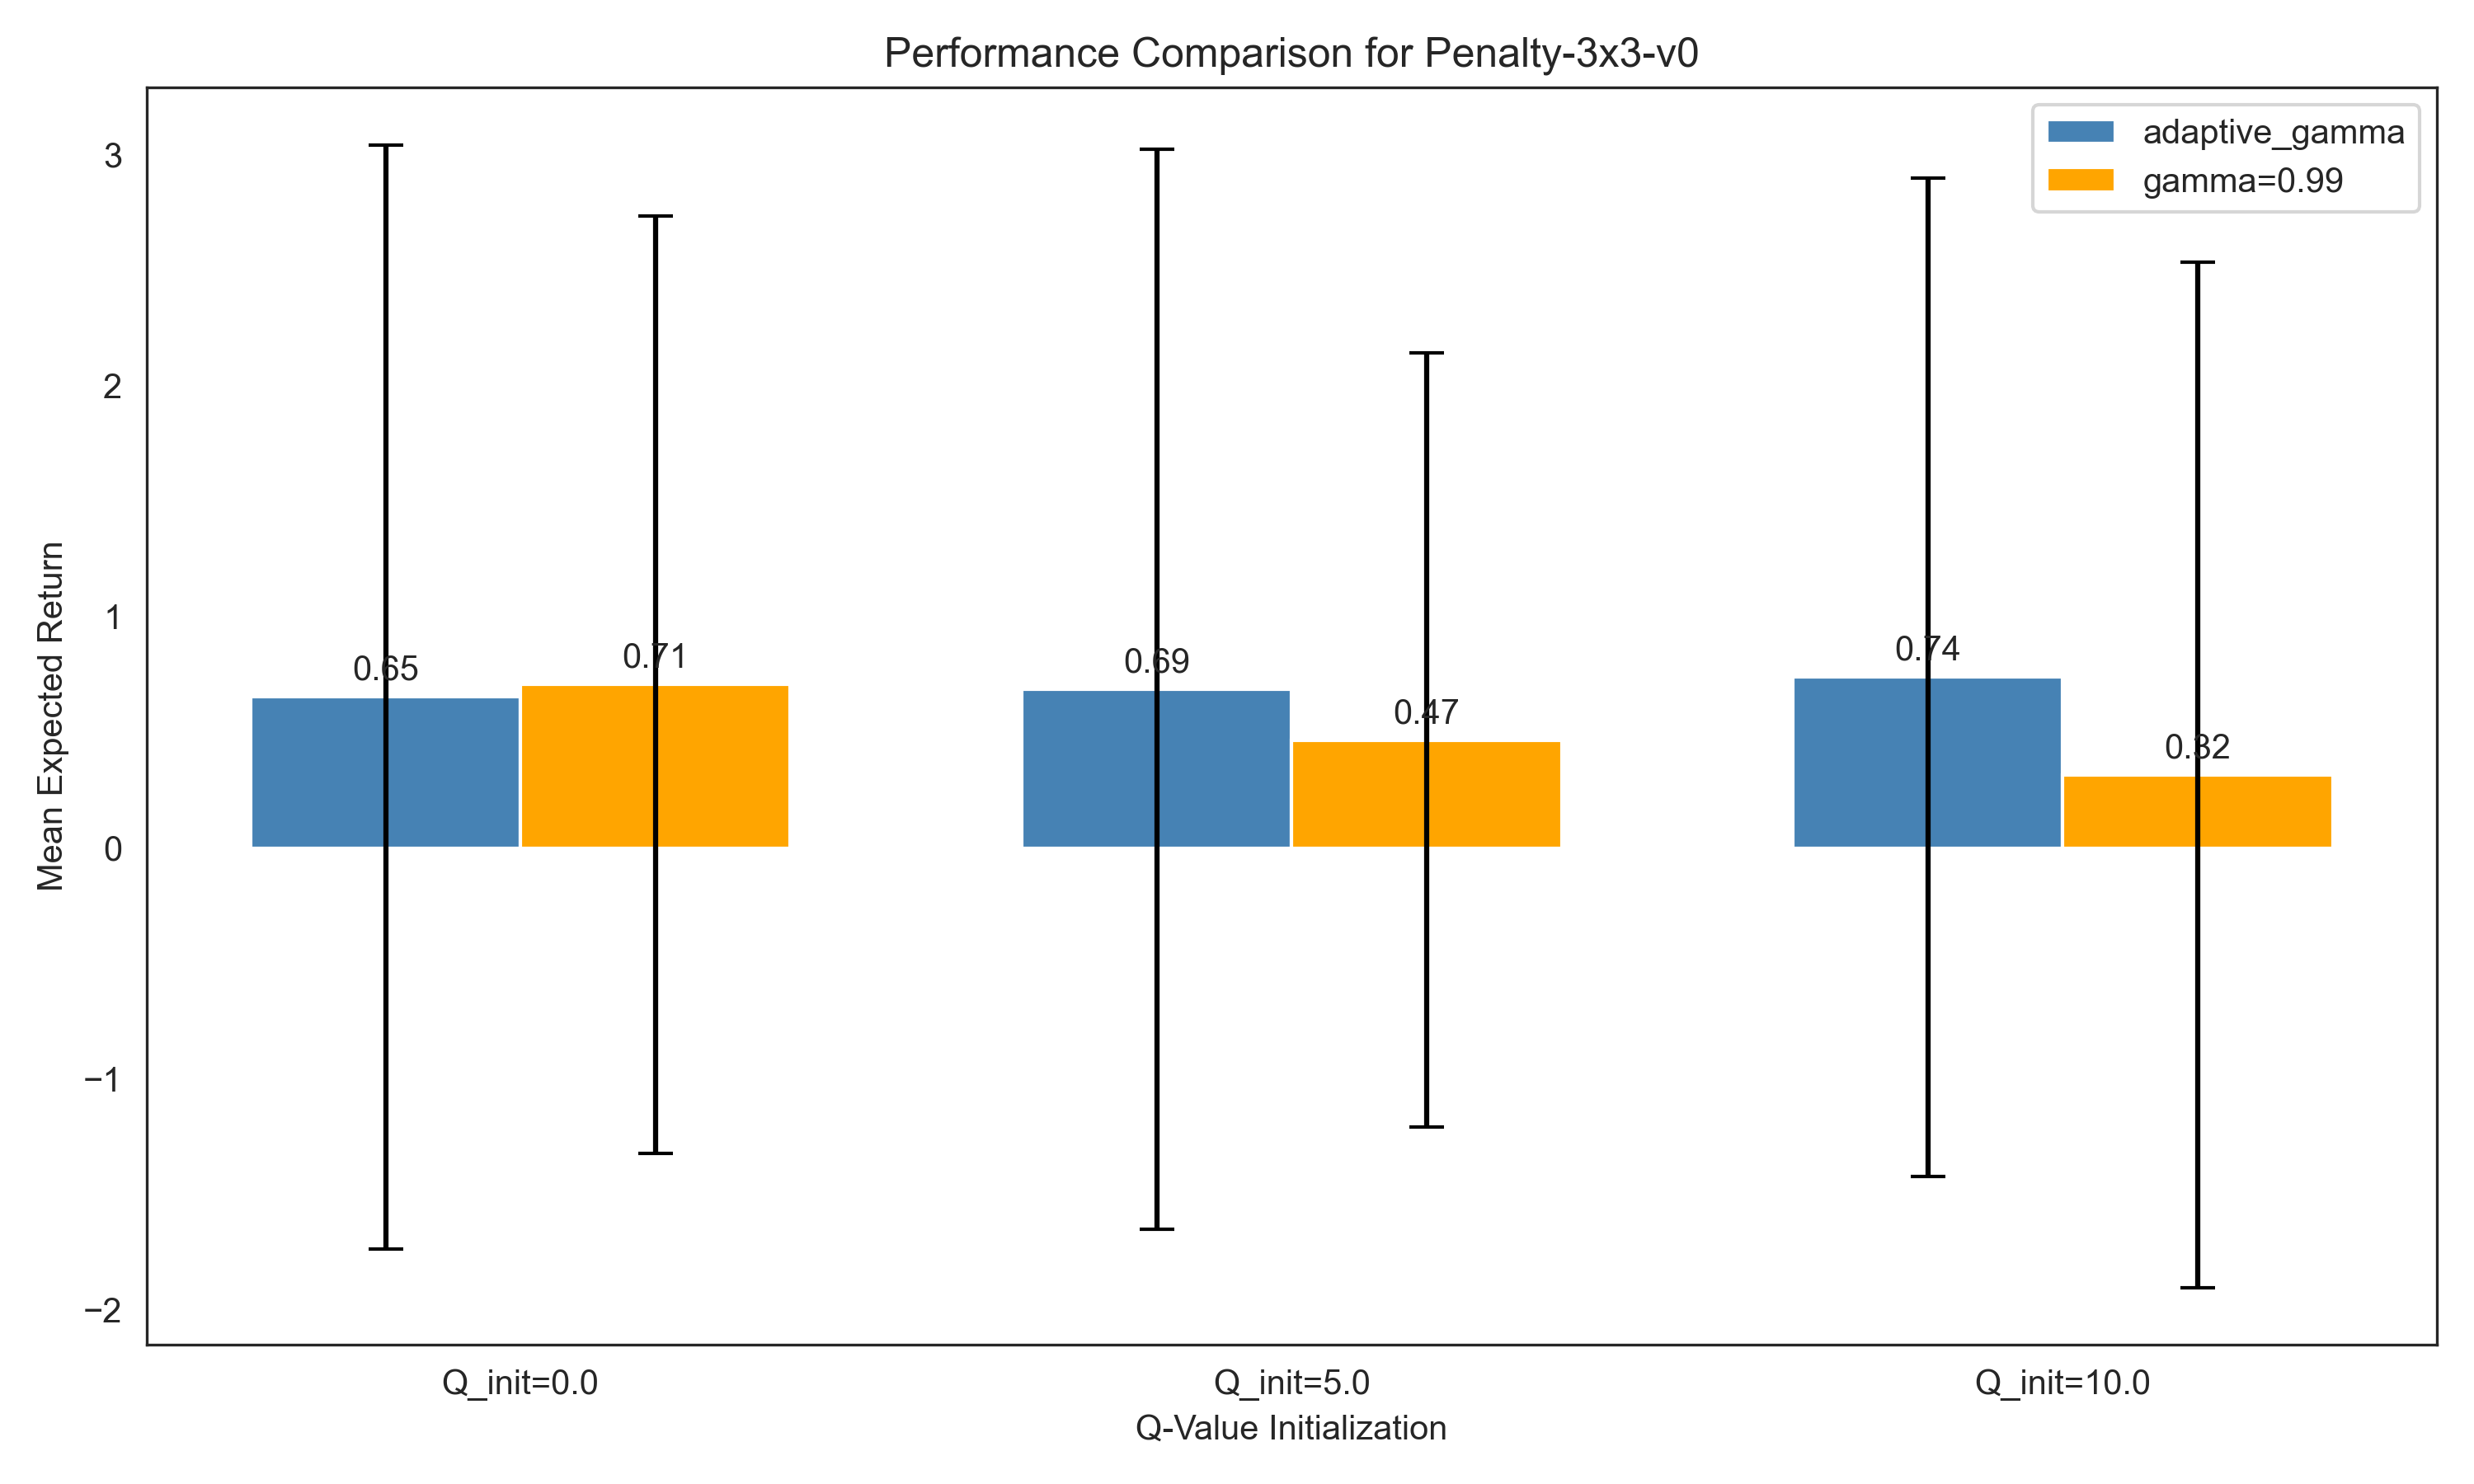 Performance Comparison for Penalty-3x3-v0
adaptive_gamma
gamma=0.99
Mean Expected Return
3
2
1
0
−1
−2
0.65
0.71
0.69
0.47
0.74
0.32
Q_init=0.0
Q_init=5.0
Q_init=10.0
Q-Value Initialization